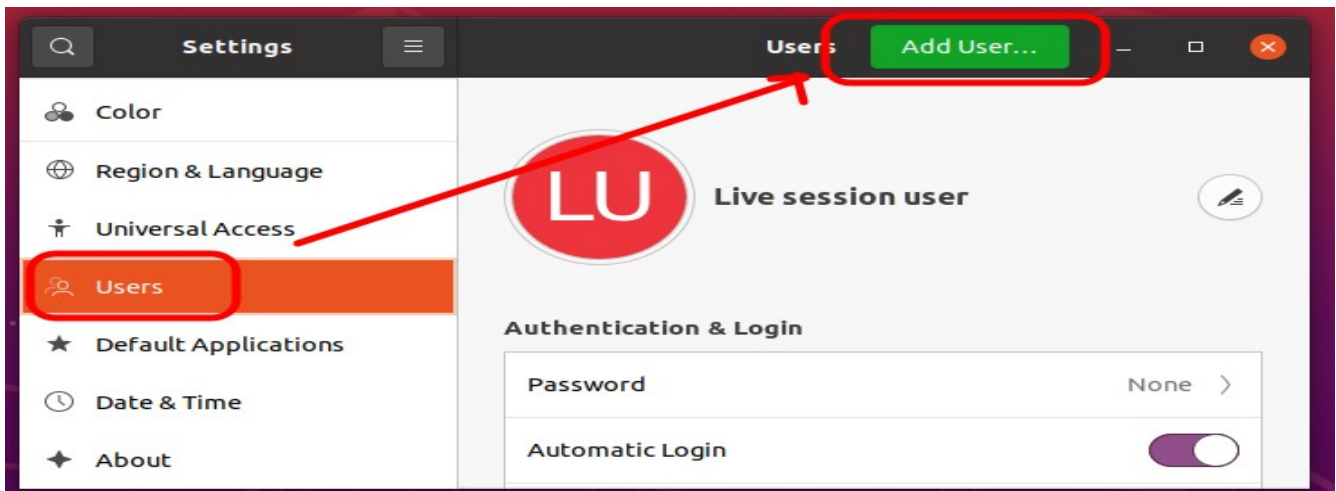 Settings
Users
Add User...
Color
Region & Language
Universal Access
Users
Default Applications
Date & Time
About
LU
Live session user
Authentication & Login
Password None
Automatic Login